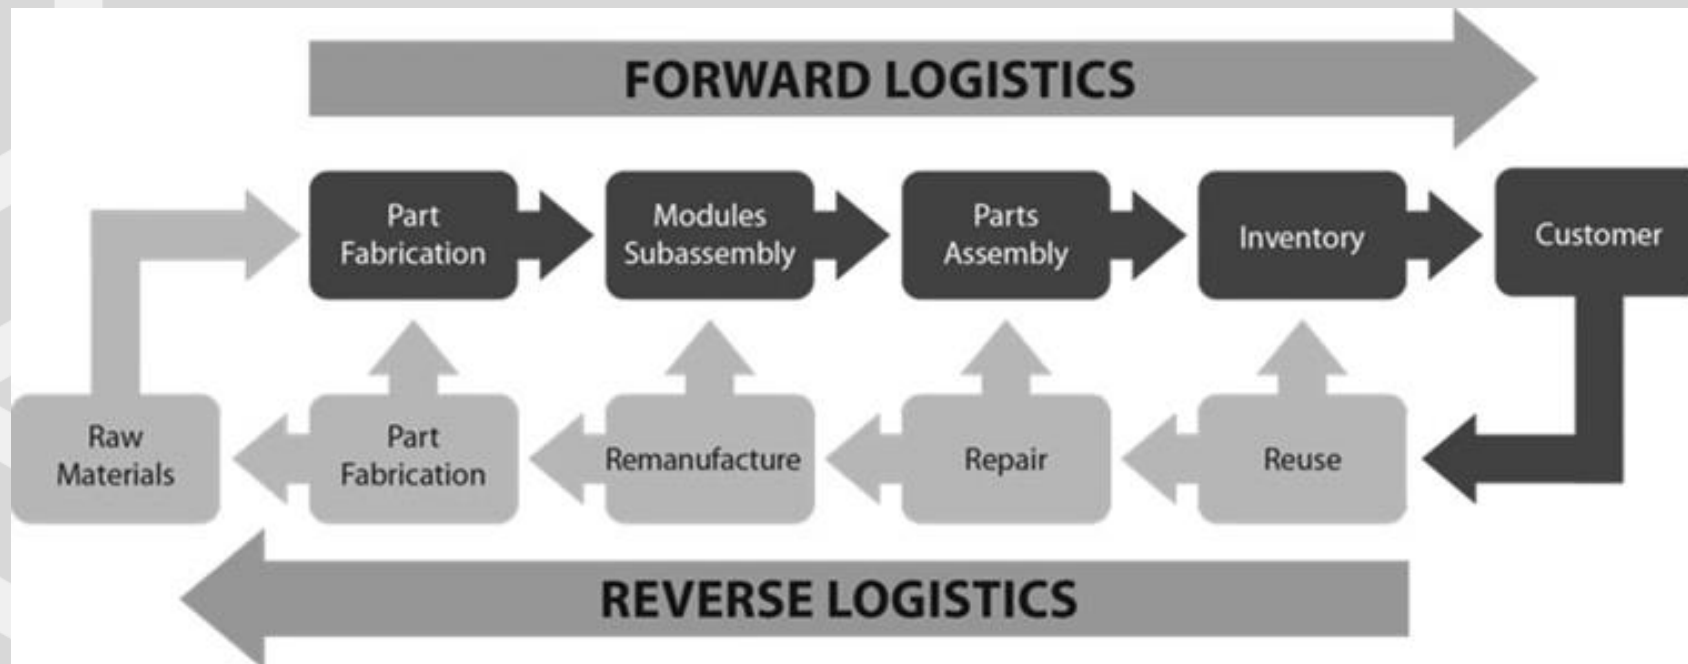 FORWARD LOGISTICS
Part
Fabrication
Modules
Subassembly
Parts
Assembly
Inventory
Customer
Raw
Materials
Part
Fabrication
Remanufacture
Repair
Reuse
REVERSE LOGISTICS